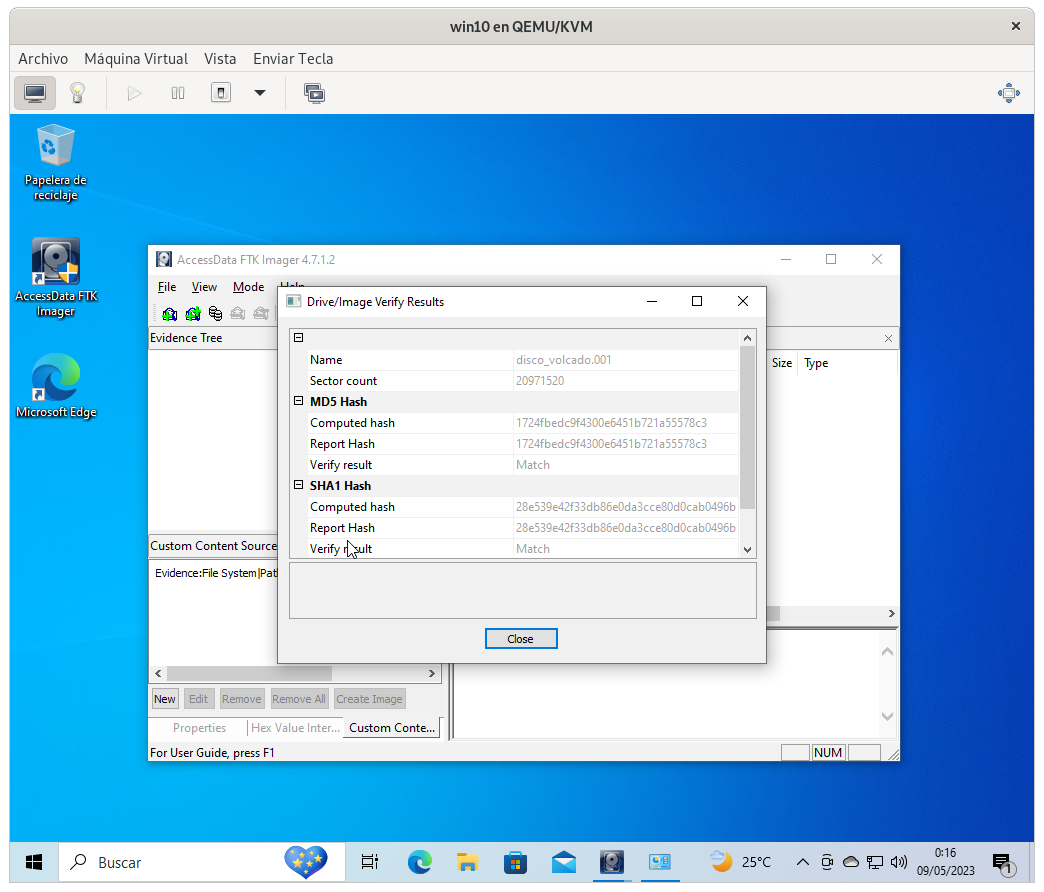 win10 en QEMU/KVM
Archivo Máquina Virtual Vista Enviar Tecla
Papelera de
reciclaje
AccessData FTK
Imager
Microsoft Edge
AccessData FTK Imager 4.7.1.2
File View Mode Help
Evidence Tree
Size Type
Drive/Image Verify Results
Name disco_volcado.001
Sector count 20971520
MD5 Hash
Computed hash 1724fbedc9f4300e6451b721a55578c3
Report Hash 1724fbedc9f4300e6451b721a55578c3
Verify result Match
SHA1 Hash
Computed hash 28e539e42f33db86e0da3cce80d0cab0496b
Report Hash 28e539e42f33db86e0da3cce80d0cab0496b
Verify result Match
Close
Custom Content Source
Evidence:File System|Pat
New Edit Remove Remove All Create Image
Properties Hex Value Inter... Custom Conte...
For User Guide, press F1
NUM
Buscar
25°C
0:16
09/05/2023
1